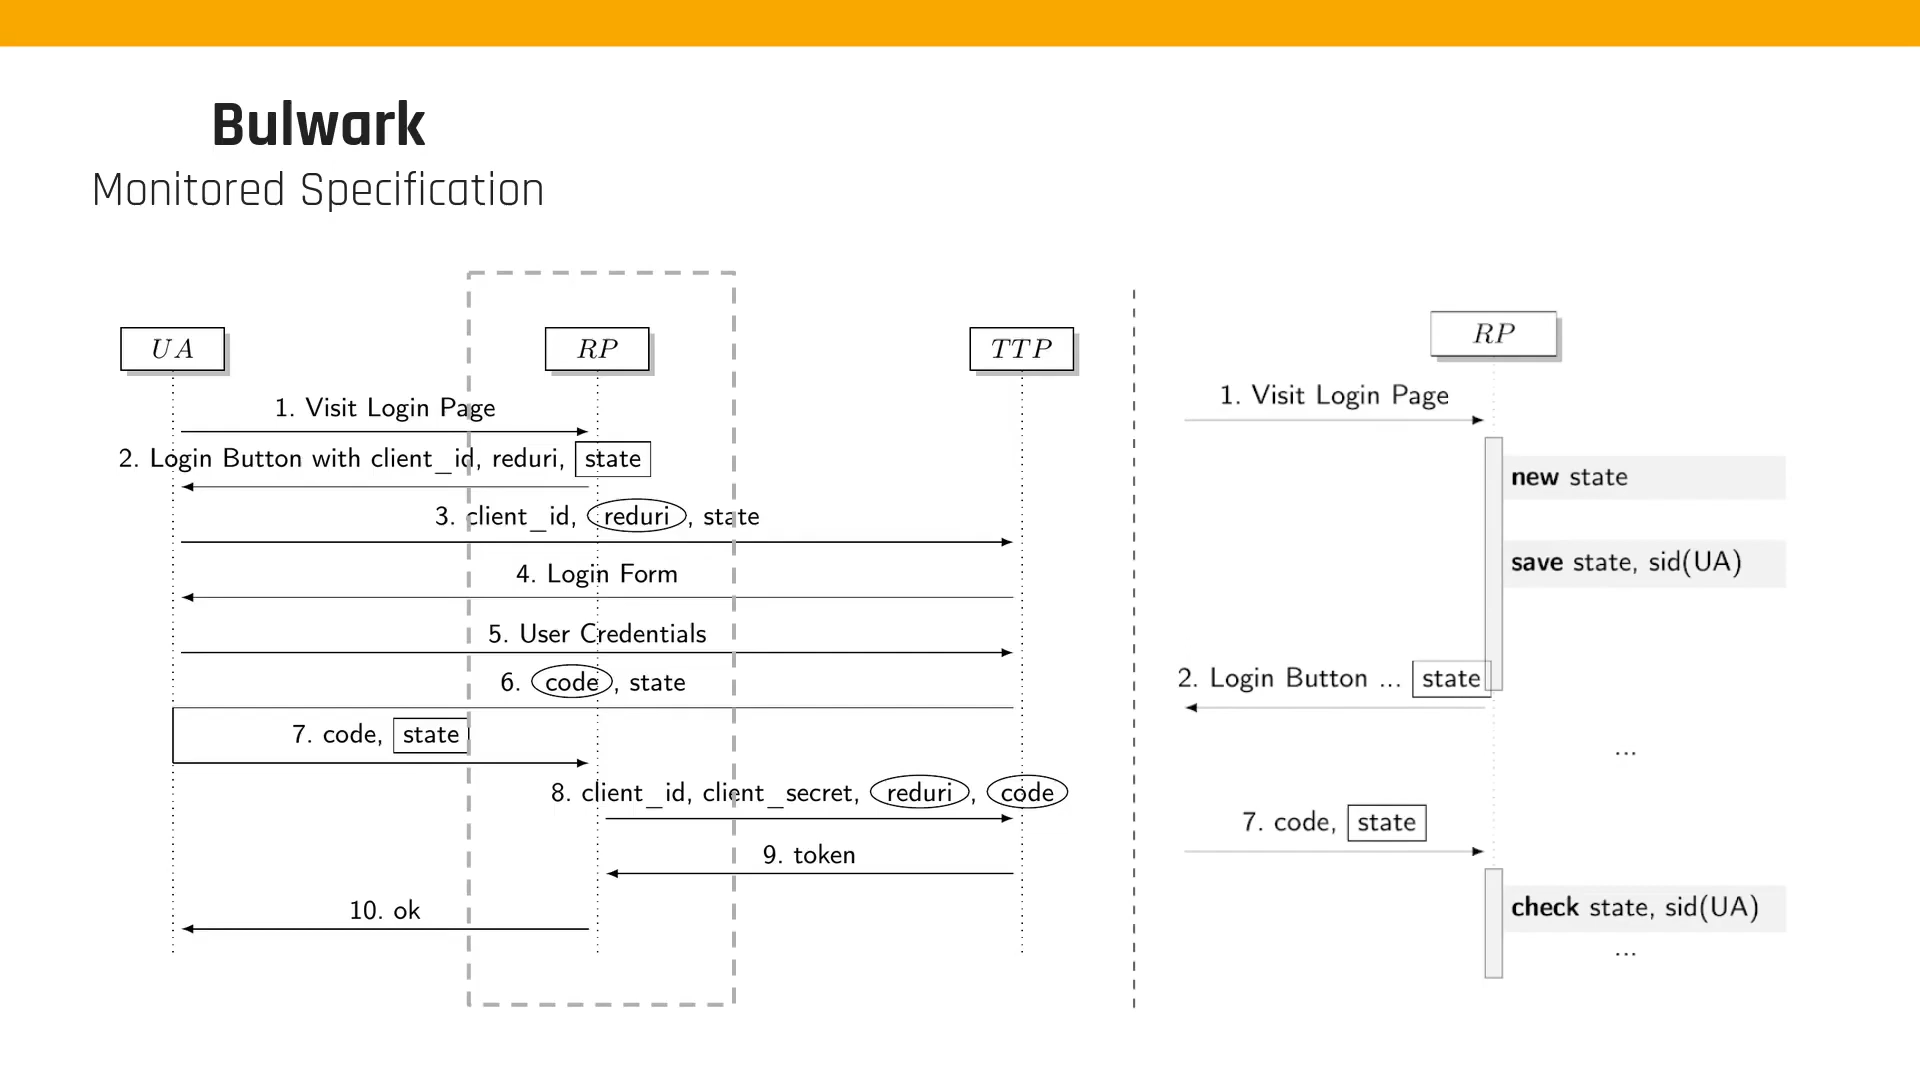 Bulwark
Monitored Specification
UA
RP
TTP
1. Visit Login Page
2. Login Button with client_id, reduri, state
3. client_id, reduri, state
4. Login Form
5. User Credentials
6. code, state
7. code, state
8. client_id, client_secret, reduri, code
9. token
10. ok
RP
1. Visit Login Page
new state
save state, sid(UA)
2. Login Button ... state
...
7. code, state
check state, sid(UA)
...